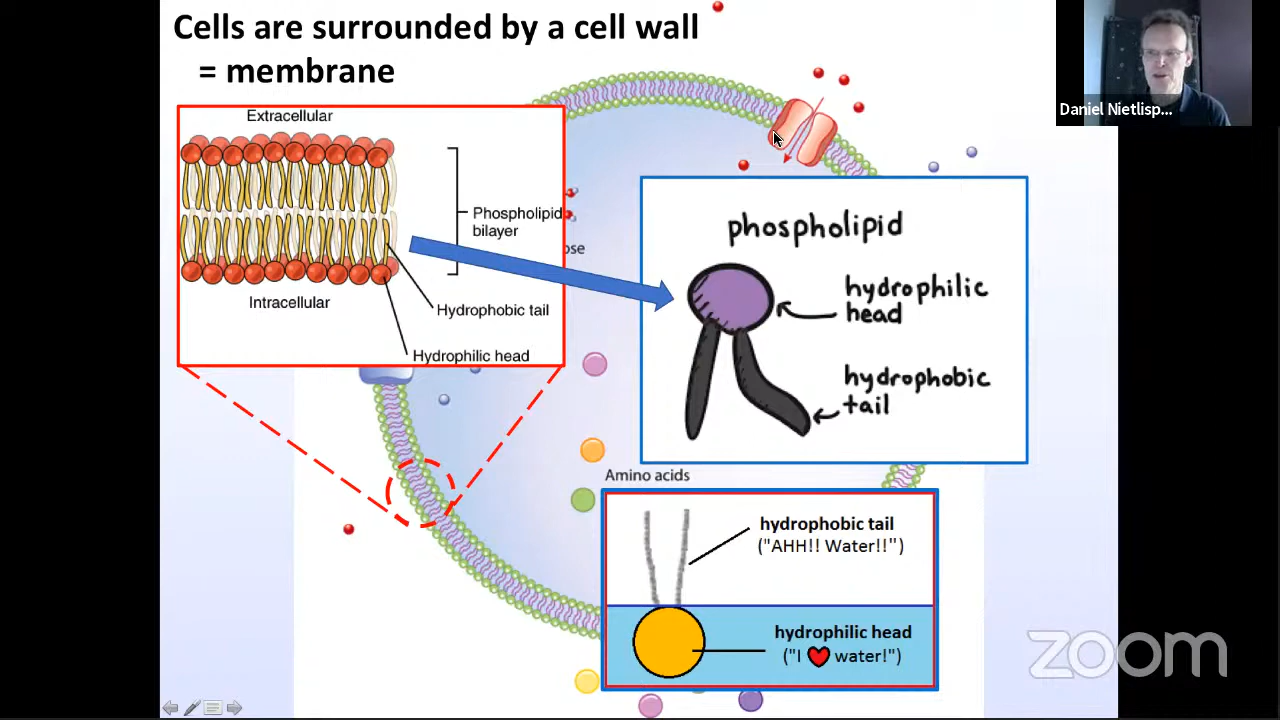 Cells are surrounded by a cell wall
= membrane
Extracellular
Phospholipid
bilayer
Intracellular
Hydrophobic tail
Hydrophilic head
phospholipid
hydrophilic
head
hydrophobic
tail
Amino acids
hydrophobic tail
("AHH!! Water!!")
hydrophilic head
("I ❤ water!")
Daniel Nietlisp...
zoom